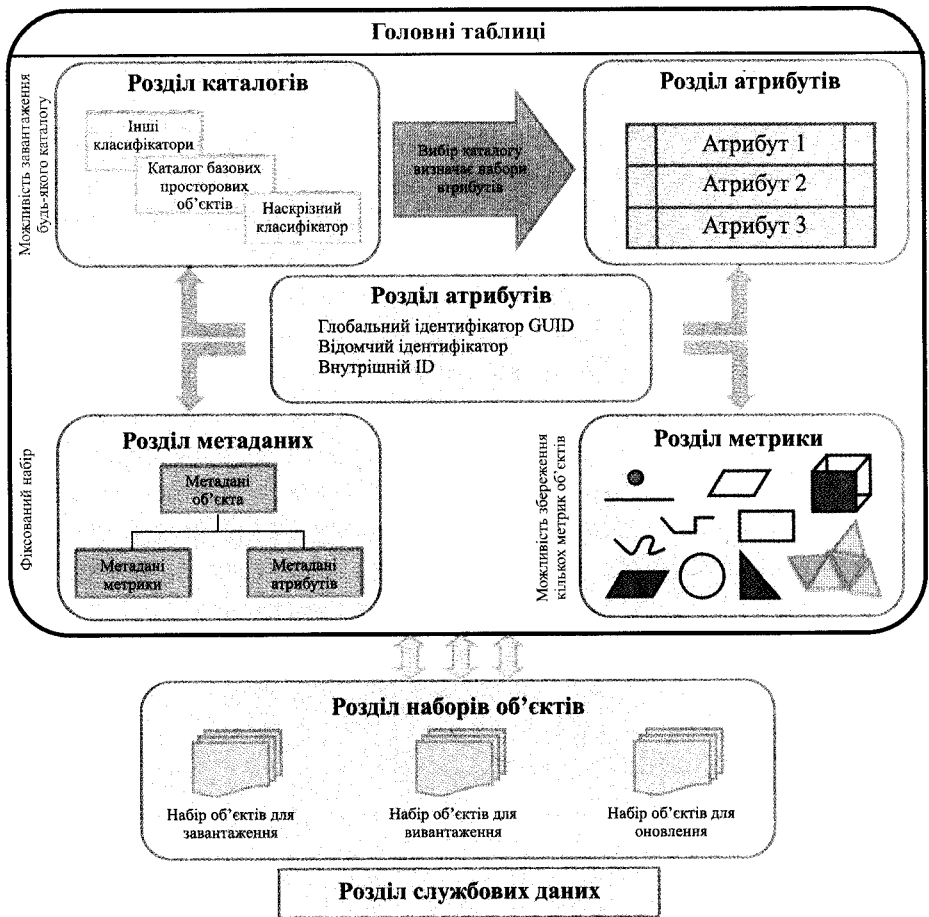 Головні таблиці
Можливість завантаження
будь-якого каталогу
Розділ каталогів
Інші
класифікатори
Каталог базових
просторових
об’єктів
Наскрізний
класифікатор
Вибір каталогу
визначає набори
атрибутів
Розділ атрибутів
Атрибут 1
Атрибут 2
Атрибут 3
Розділ атрибутів
Глобальний ідентифікатор GUID
Відомчий ідентифікатор
Внутрішній ID
Фіксований набір
Розділ метаданих
Метадані
об’єкта
Метадані
метрики
Метадані
атрибутів
Можливість збереження
кількох метрик об’єктів
Розділ метрики
Розділ наборів об’єктів
Набір об’єктів для
завантаження
Набір об’єктів для
вивантаження
Набір об’єктів для
оновлення
Розділ службових даних